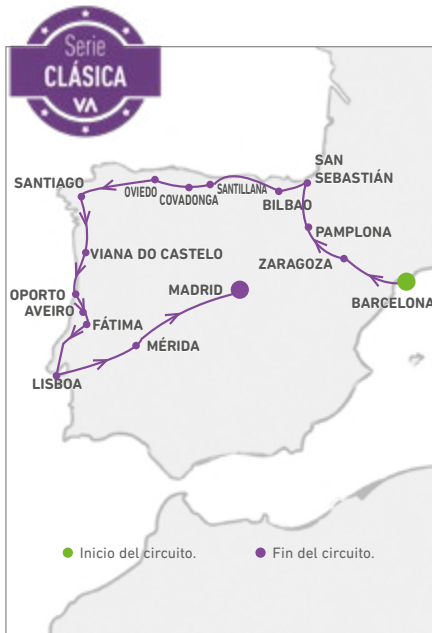 Serie
CLÁSICA
VA
SAN
SEBASTIÁN
SANTIAGO
OVIEDO
COVADONGA
SANTILLANA
BILBAO
PAMPLONA
VIANA DO CASTELO
ZARAGOZA
MADRID
BARCELONA
OPORTO
AVEIRO
FÁTIMA
MÉRIDA
LISBOA
Inicio del circuito.
Fin del circuito.